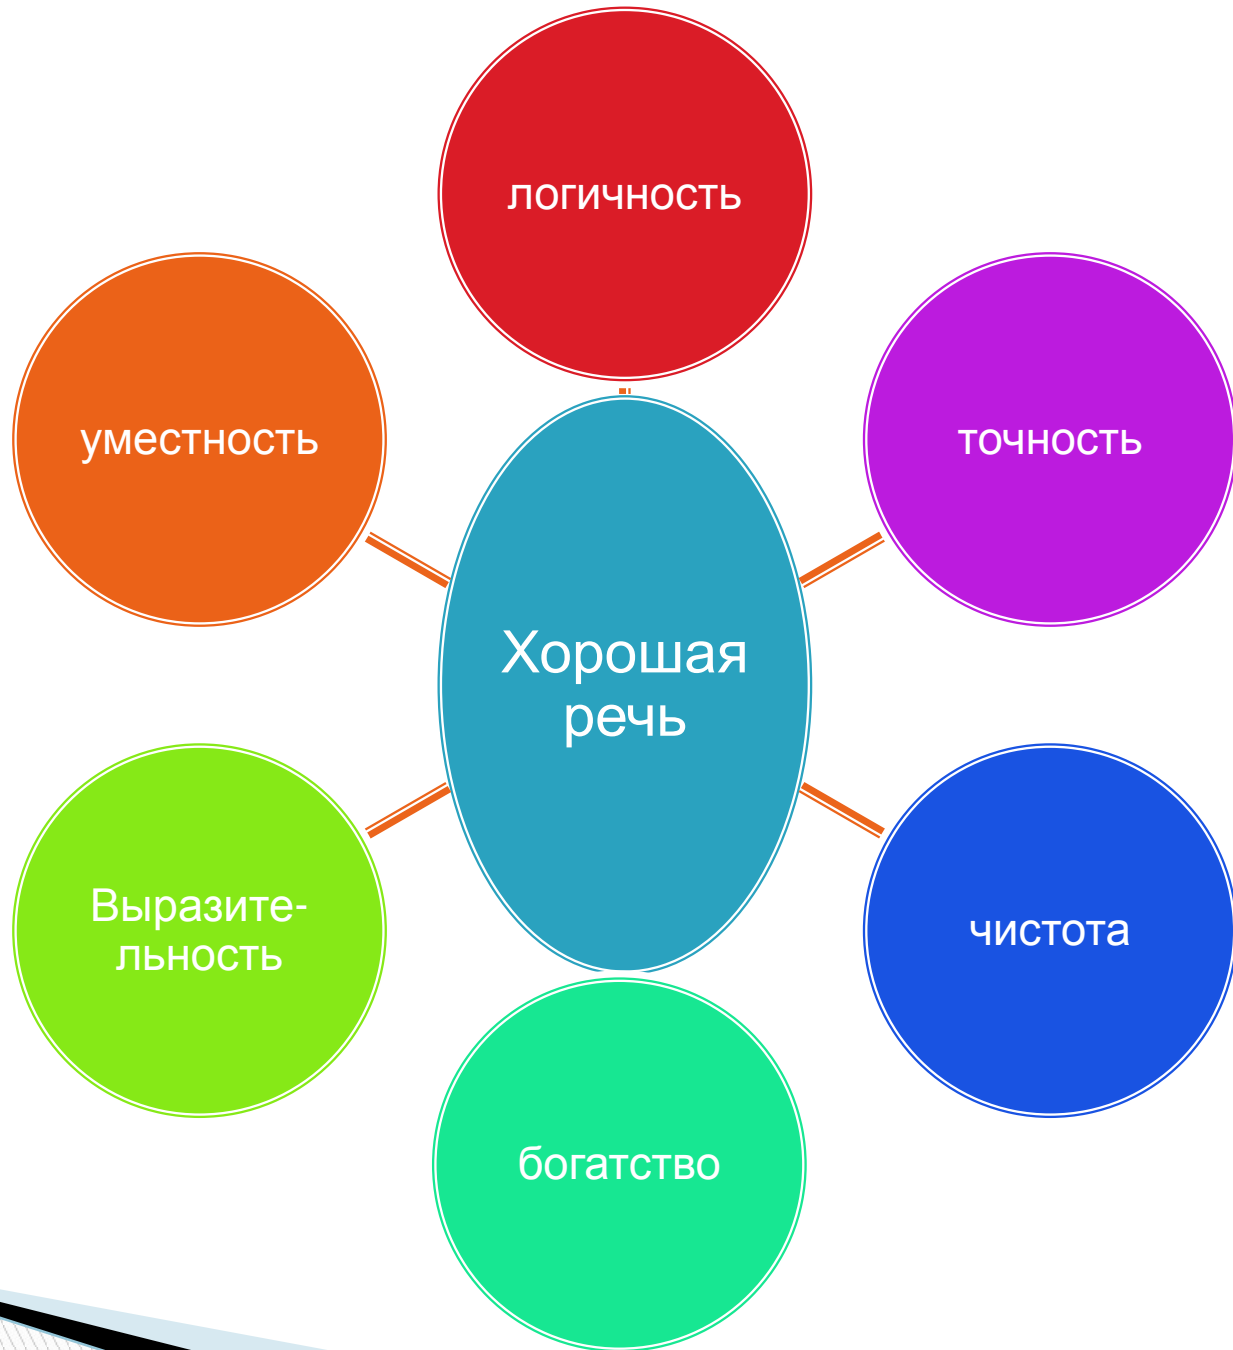 логичность
уместность
точность
Хорошая
речь
Выразите-
льность
чистота
богатство